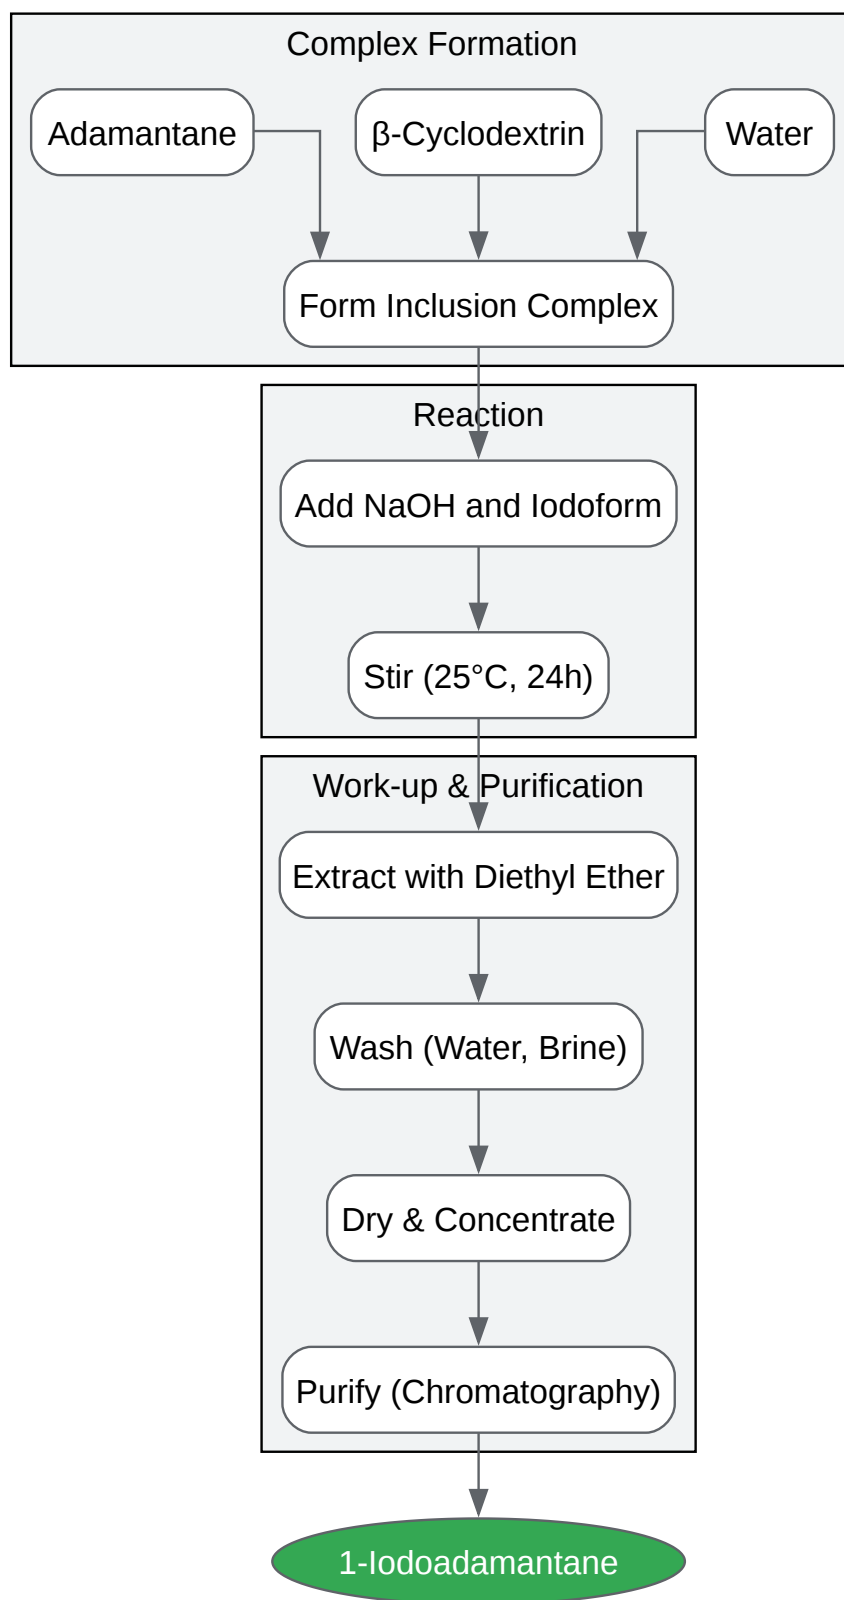 Complex Formation
Adamantane
β-Cyclodextrin
Water
Form Inclusion Complex
Reaction
Add NaOH and Iodoform
Stir (25°C, 24h)
Work-up & Purification
Extract with Diethyl Ether
Wash (Water, Brine)
Dry & Concentrate
Purify (Chromatography)
1-Iodoadamantane